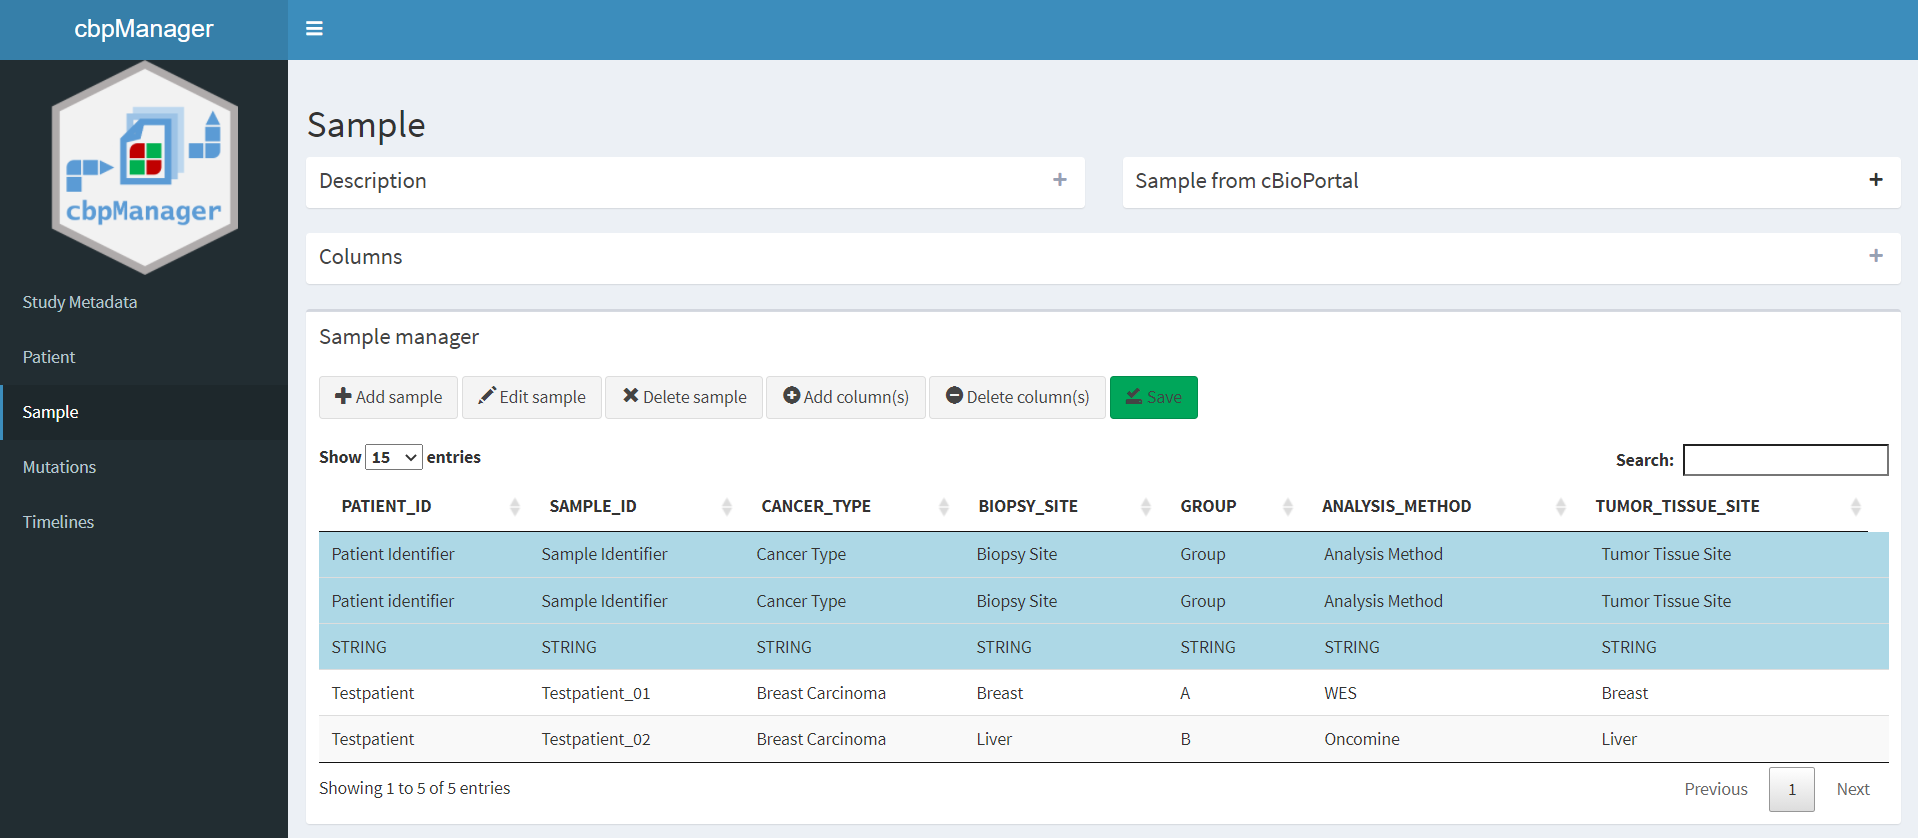 cbpManager
cbpManager
Study Metadata
Patient
Sample
Mutations
Timelines
Sample
Description
Sample from cBioPortal
Columns
Sample manager
Add sample Edit sample Delete sample Add column(s) Delete column(s) Save
Show 15 entries Search:
PATIENT_ID SAMPLE_ID CANCER_TYPE BIOPSY_SITE GROUP ANALYSIS_METHOD TUMOR_TISSUE_SITE
Patient Identifier Sample Identifier Cancer Type Biopsy Site Group Analysis Method Tumor Tissue Site
Patient identifier Sample Identifier Cancer Type Biopsy Site Group Analysis Method Tumor Tissue Site
STRING STRING STRING STRING STRING STRING STRING
Testpatient Testpatient_01 Breast Carcinoma Breast A WES Breast
Testpatient Testpatient_02 Breast Carcinoma Liver B Oncomine Liver
Showing 1 to 5 of 5 entries Previous 1 Next